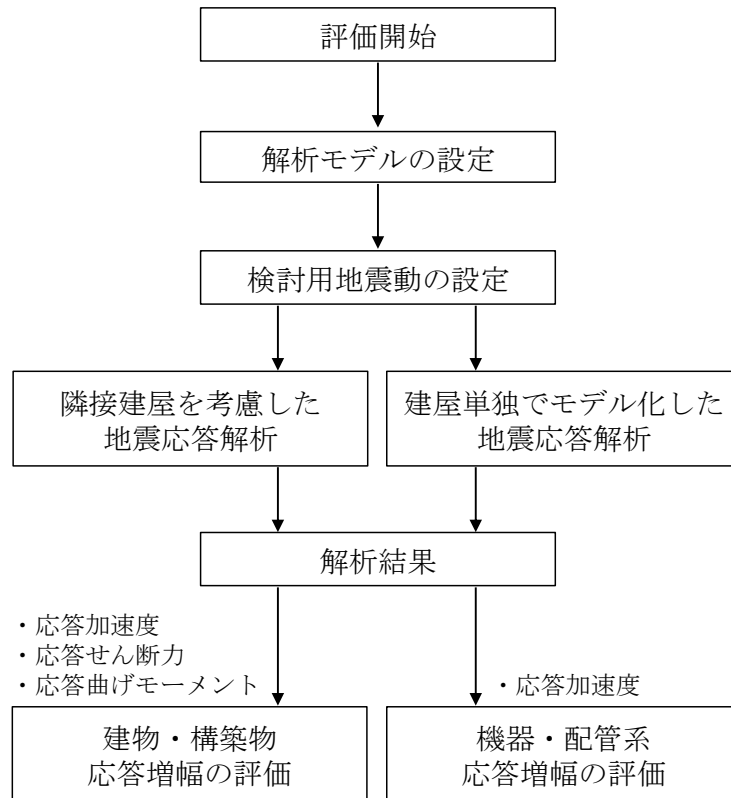 評価開始
解析モデルの設定
検討用地震動の設定
隣接建屋を考慮した
地震応答解析
建屋単独でモデル化した
地震応答解析
解析結果
・応答加速度
・応答せん断力
・応答曲げモーメント
・応答加速度
建物・構築物
応答増幅の評価
機器・配管系
応答増幅の評価